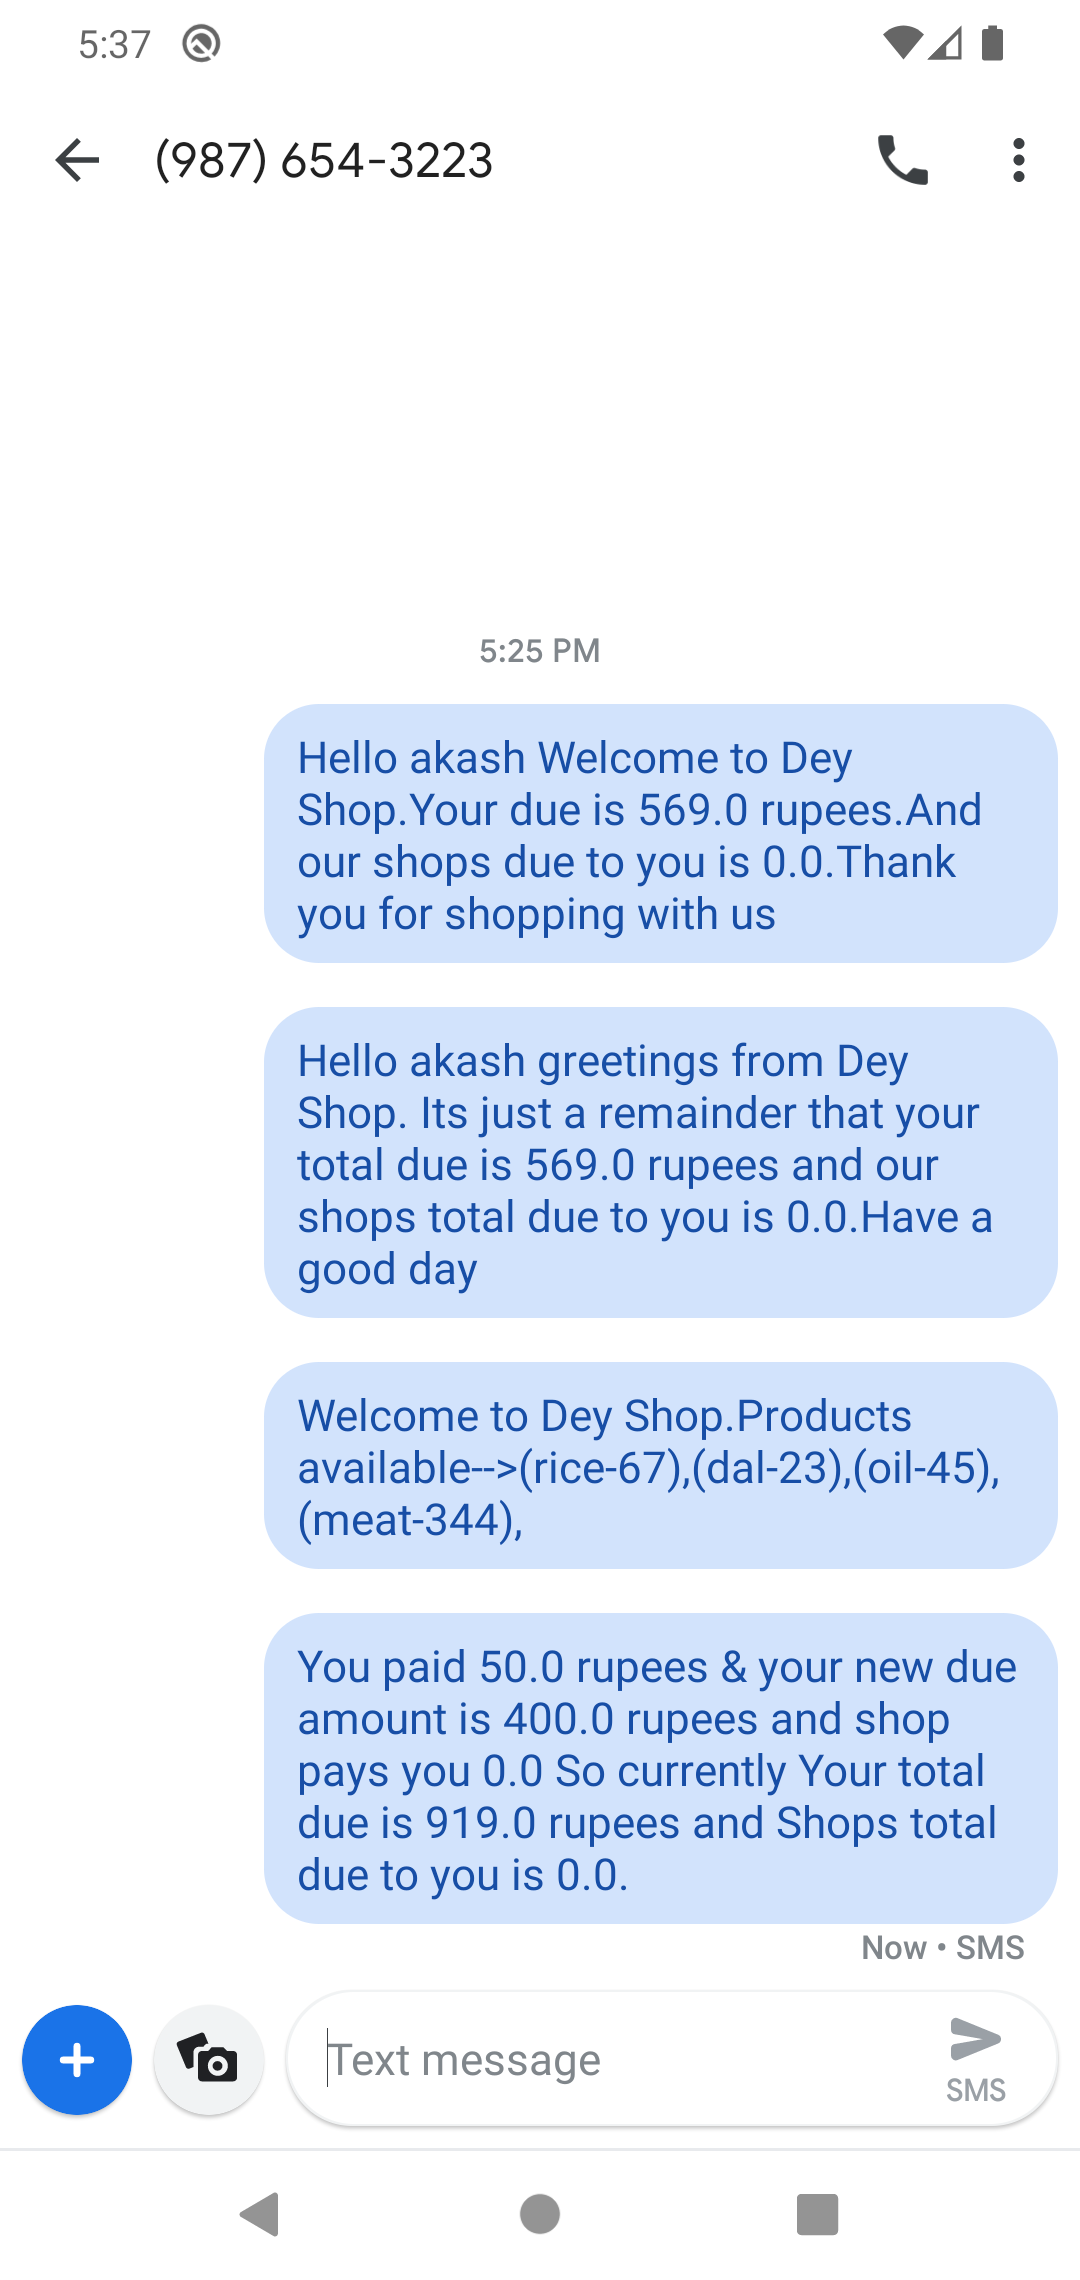 5:37
(987) 654-3223
5:25 PM
Hello akash Welcome to Dey
Shop.Your due is 569.0 rupees.And
our shops due to you is 0.0.Thank
you for shopping with us
Hello akash greetings from Dey
Shop. Its just a remainder that your
total due is 569.0 rupees and our
shops total due to you is 0.0.Have a
good day
Welcome to Dey Shop.Products
available-->(rice-67),(dal-23),(oil-45),
(meat-344),
You paid 50.0 rupees & your new due
amount is 400.0 rupees and shop
pays you 0.0 So currently Your total
due is 919.0 rupees and Shops total
due to you is 0.0.
Now • SMS
Text message
SMS